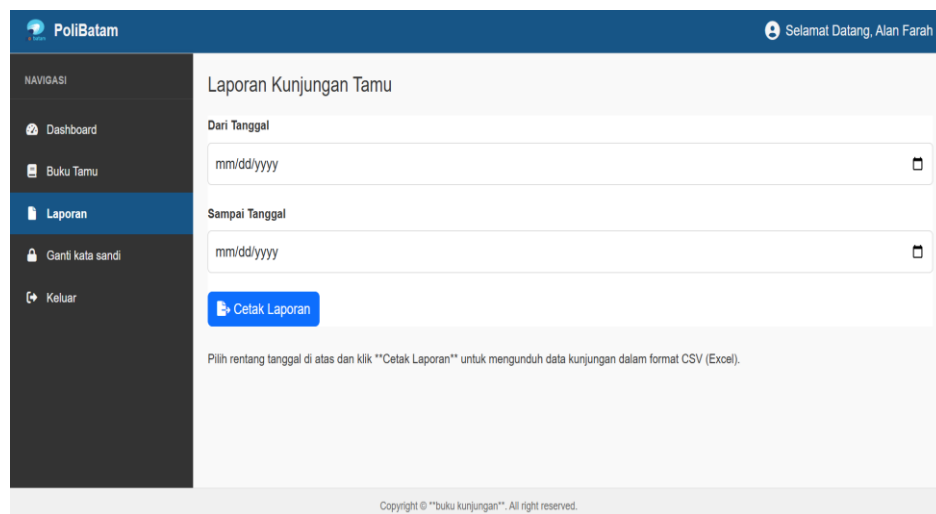 PoliBatam
Selamat Datang, Alan Farah
NAVIGASI
Dashboard
Buku Tamu
Laporan
Ganti kata sandi
Keluar
Laporan Kunjungan Tamu
Dari Tanggal
mm/dd/yyyy
Sampai Tanggal
mm/dd/yyyy
Cetak Laporan
Pilih rentang tanggal di atas dan klik **Cetak Laporan** untuk mengunduh data kunjungan dalam format CSV (Excel).
Copyright © **buku kunjungan**. All right reserved.